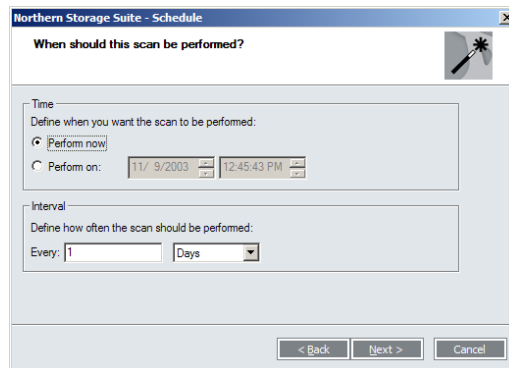 Northern Storage Suite - Schedule
When should this scan be performed?
Time
Define when you want the scan to be performed:
Perform now
Perform on: 11/ 9/2003 12:45:43 PM
Interval
Define how often the scan should be performed:
Every: 1 Days
< Back Next > Cancel